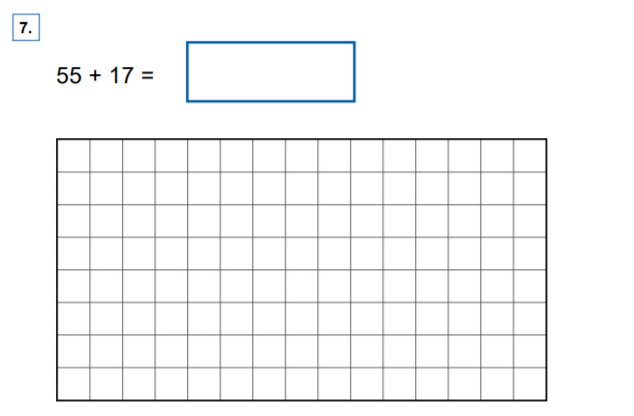 7.
55 + 17 =